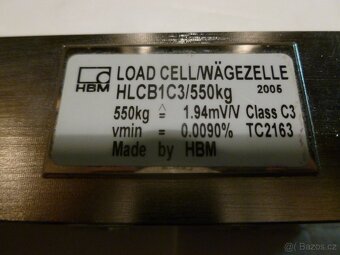 HBM
LOAD CELL/WÄGEZELLE
HLCB1C3/550kg 2005
550kg ≙ 1.94mV/V Class C3
vmin = 0.0090% TC2163
Made by HBM
Bazos.cz